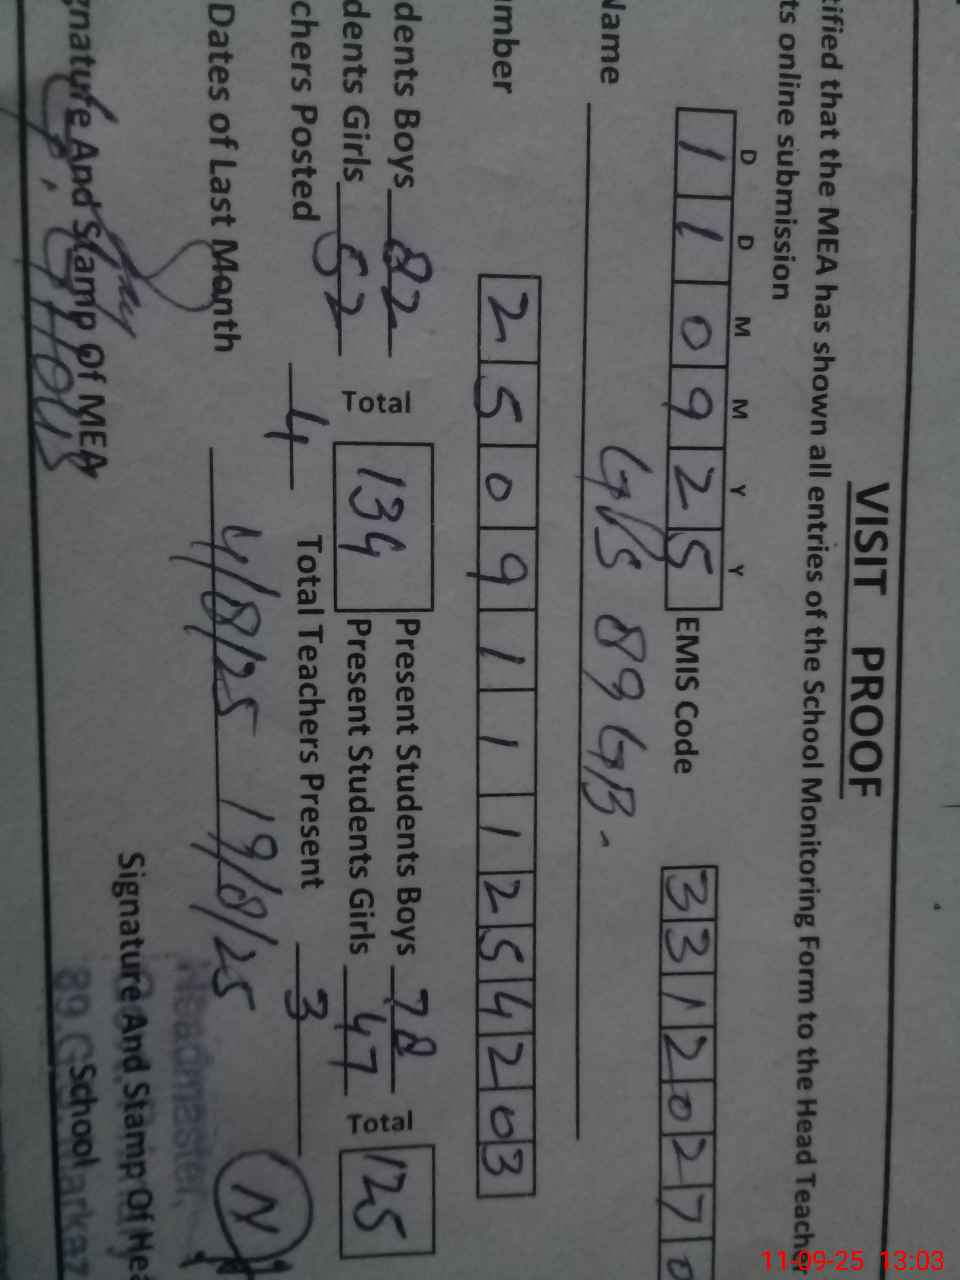 VISIT PROOF
tified that the MEA has shown all entries of the School Monitoring Form to the Head Teacher
ts online submission
D D M M Y Y
1 1 0 9 2 5 EMIS Code 3 3 1 2 0 2 7 0
Name GPS 89 GB.
mber 2 5 0 9 1 1 1 2 5 4 2 0 3
dents Boys 82 Total 134 Present Students Boys 78 Total 125
dents Girls 52 Present Students Girls 47
chers Posted 4 Total Teachers Present 3
Dates of Last Month 4/8/25 19/8/25 N
Headmaster,
gnature And Stamp Of MEA Signature And Stamp Of Hea
School
11-09-25 13:03